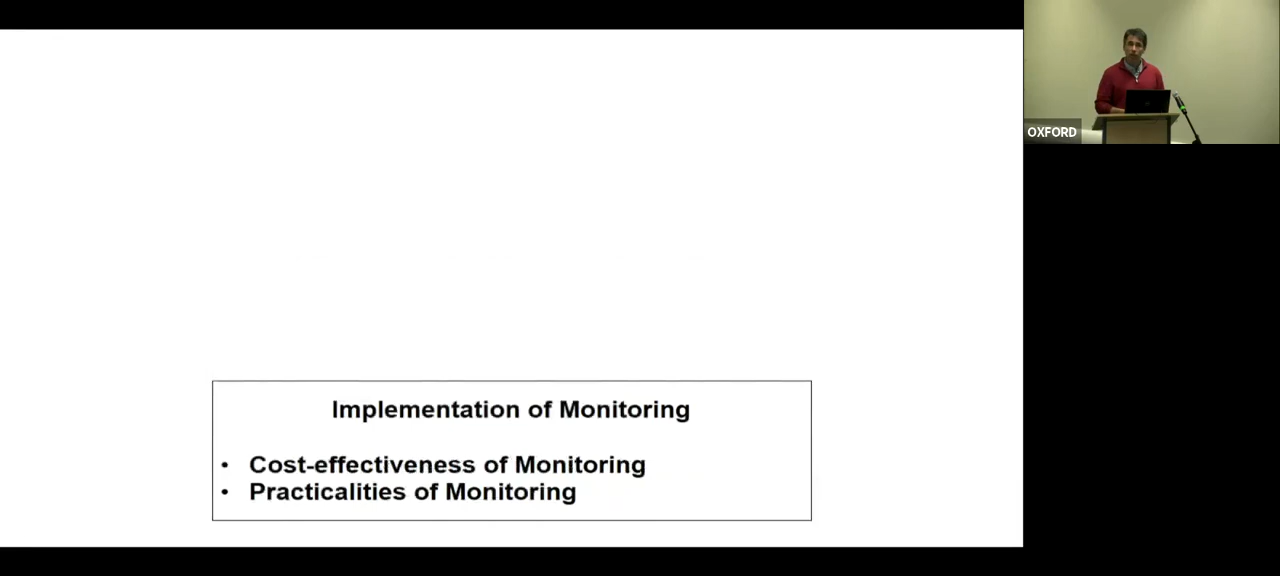 OXFORD
Implementation of Monitoring
• Cost-effectiveness of Monitoring
• Practicalities of Monitoring